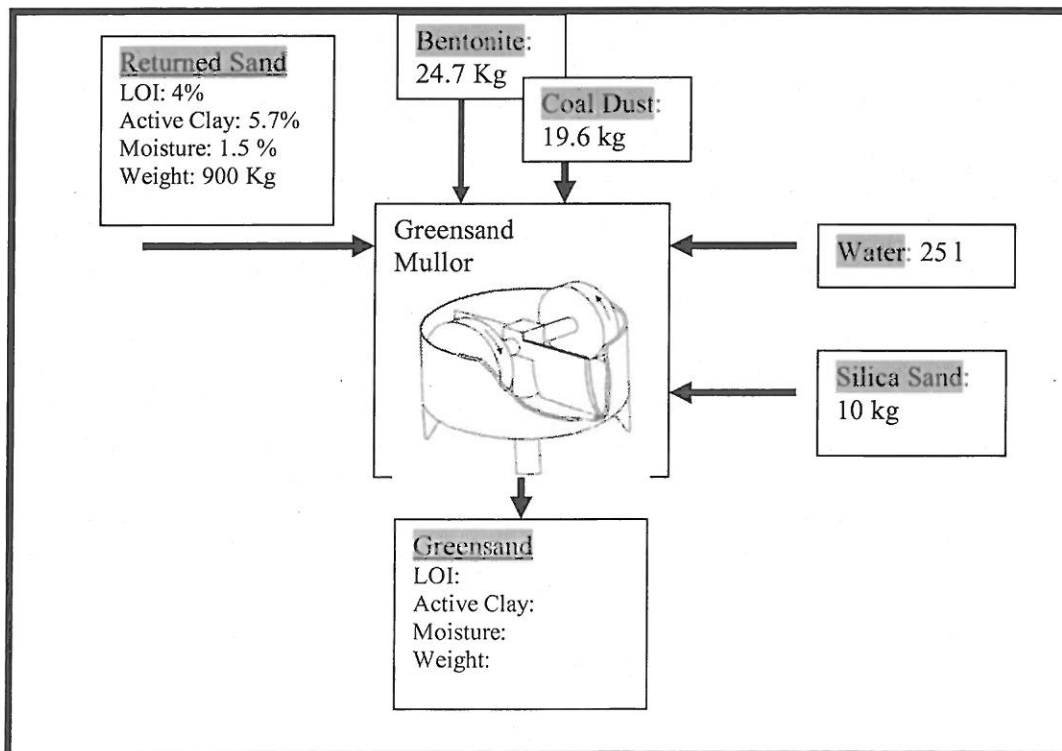 Returned Sand
LOI: 4%
Active Clay: 5.7%
Moisture: 1.5 %
Weight: 900 Kg
Bentonite:
24.7 Kg
Coal Dust:
19.6 kg
Greensand
Mullor
Water: 25 l
Silica Sand:
10 kg
Greensand
LOI:
Active Clay:
Moisture:
Weight: